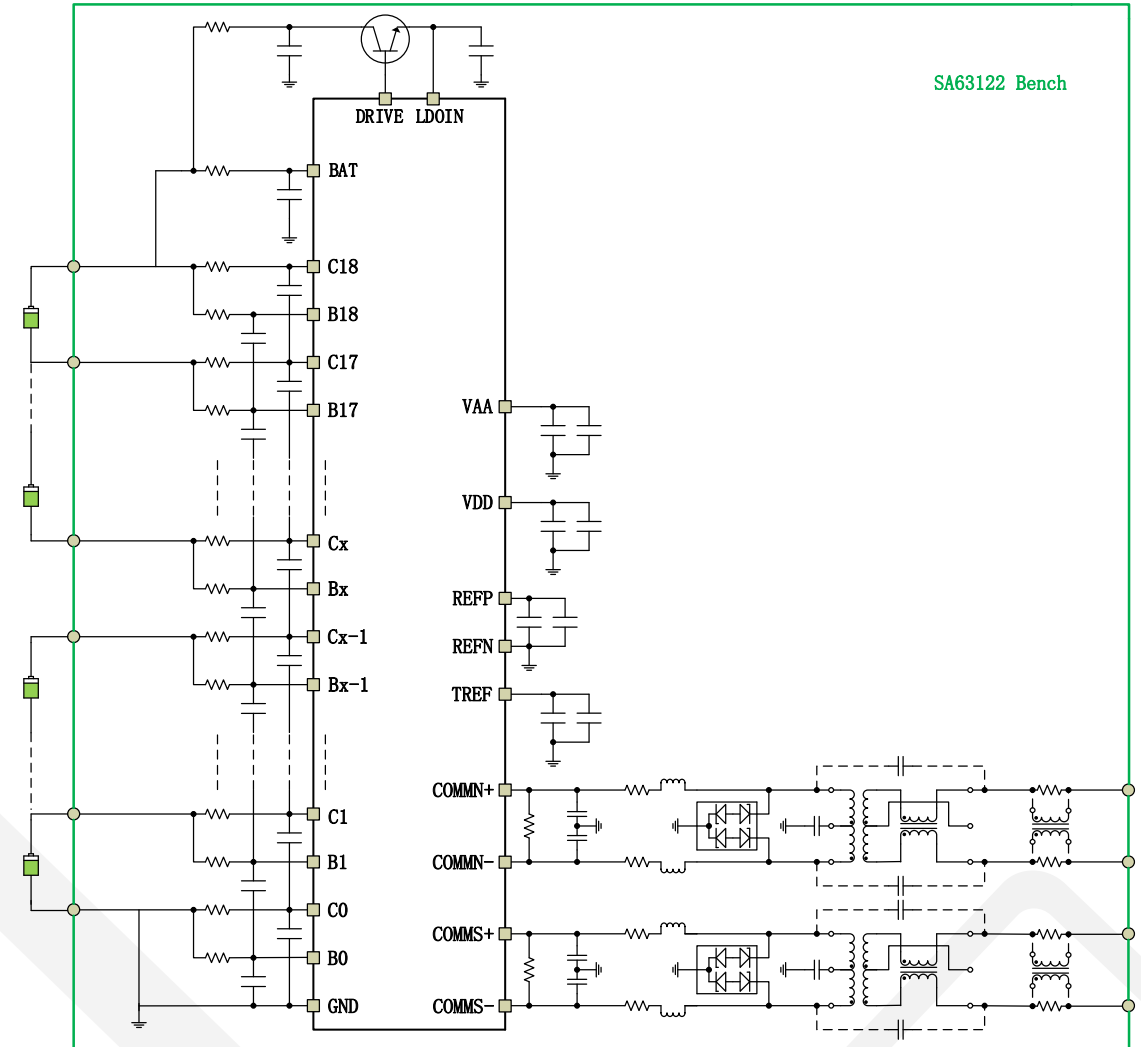 SA63122 Bench
DRIVE LDOIN
BAT
C18
B18
C17
B17
VAA
VDD
Cx
Bx
REFP
Cx-1
REFN
Bx-1
TREF
COMMN+
C1
B1
COMMN-
C0
COMMS+
B0
GND
COMMS-